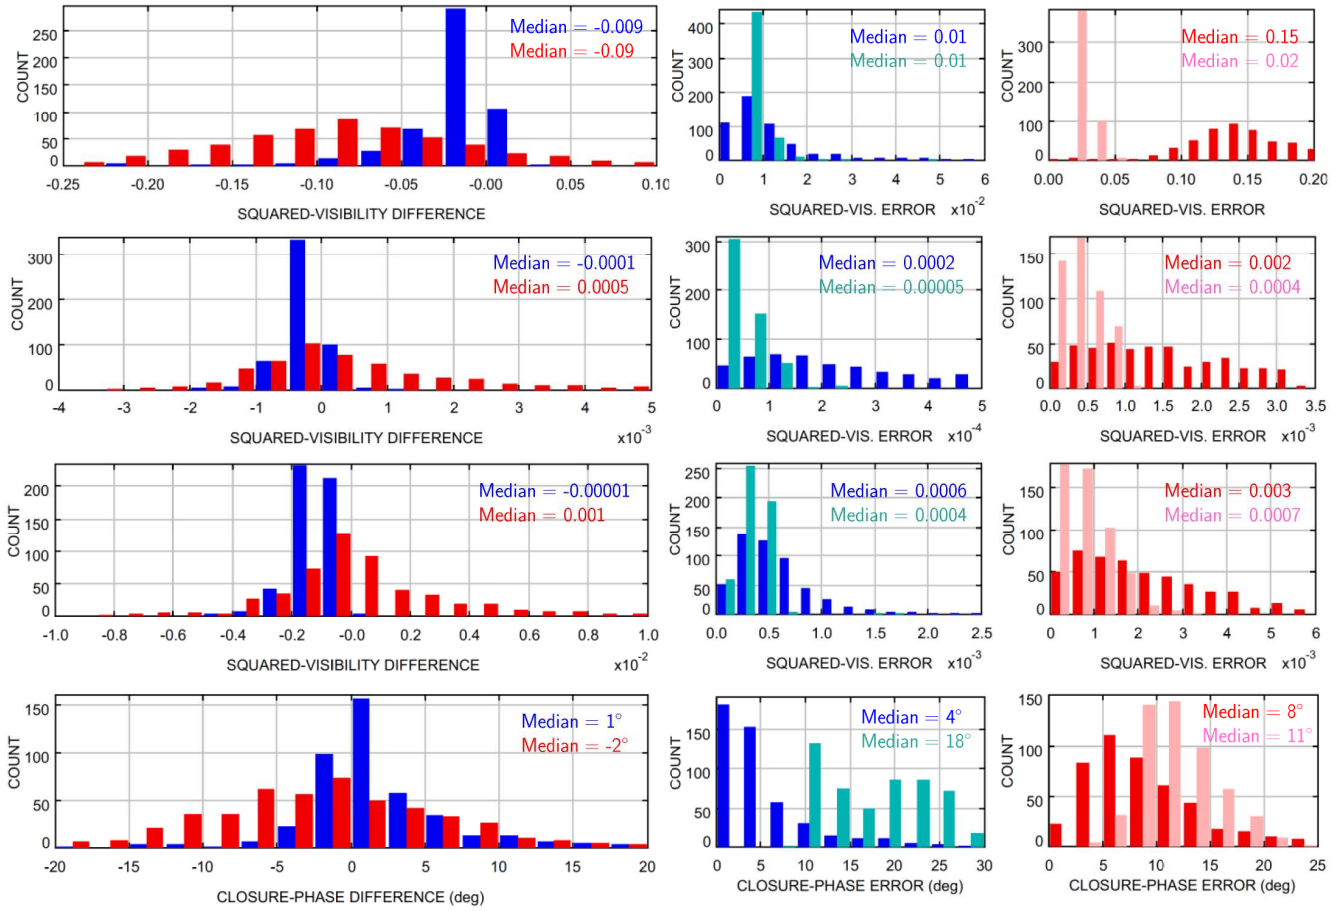 COUNT
250
200
150
100
50
0
Median = -0.009
Median = -0.09
-0.25 -0.20 -0.15 -0.10 -0.05 -0.00 0.05 0.10
SQUARED-VISIBILITY DIFFERENCE
COUNT
400
300
200
100
0
Median = 0.01
Median = 0.01
0 1 2 3 4 5 6
SQUARED-VIS. ERROR x10-2
COUNT
300
200
100
0
Median = 0.15
Median = 0.02
0.00 0.05 0.10 0.15 0.20
SQUARED-VIS. ERROR
COUNT
300
200
100
0
Median = -0.0001
Median = 0.0005
-4 -3 -2 -1 0 1 2 3 4 5
SQUARED-VISIBILITY DIFFERENCE x10-3
COUNT
300
200
100
0
Median = 0.0002
Median = 0.00005
0 1 2 3 4 5
SQUARED-VIS. ERROR x10-4
COUNT
150
100
50
0
Median = 0.002
Median = 0.0004
0.0 0.5 1.0 1.5 2.0 2.5 3.0 3.5
SQUARED-VIS. ERROR x10-3
COUNT
200
150
100
50
0
Median = -0.00001
Median = 0.001
-1.0 -0.8 -0.6 -0.4 -0.2 -0.0 0.2 0.4 0.6 0.8 1.0
SQUARED-VISIBILITY DIFFERENCE x10-2
COUNT
250
200
150
100
50
0
Median = 0.0006
Median = 0.0004
0.0 0.5 1.0 1.5 2.0 2.5
SQUARED-VIS. ERROR x10-3
COUNT
150
100
50
0
Median = 0.003
Median = 0.0007
0 1 2 3 4 5 6
SQUARED-VIS. ERROR x10-3
COUNT
150
100
50
0
Median = 1°
Median = -2°
-20 -15 -10 -5 0 5 10 15 20
CLOSURE-PHASE DIFFERENCE (deg)
COUNT
150
100
50
0
Median = 4°
Median = 18°
0 5 10 15 20 25 30
CLOSURE-PHASE ERROR (deg)
COUNT
150
100
50
0
Median = 8°
Median = 11°
0 5 10 15 20 25
CLOSURE-PHASE ERROR (deg)